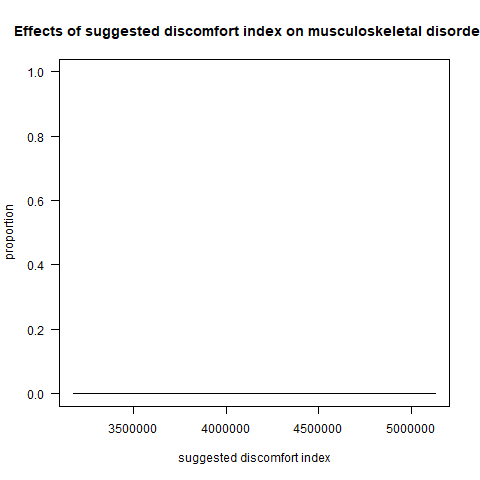 Effects of suggested discomfort index on musculoskeletal disorde
1.0
0.8
0.6
0.4
0.2
0.0
proportion
3500000 4000000 4500000 5000000
suggested discomfort index